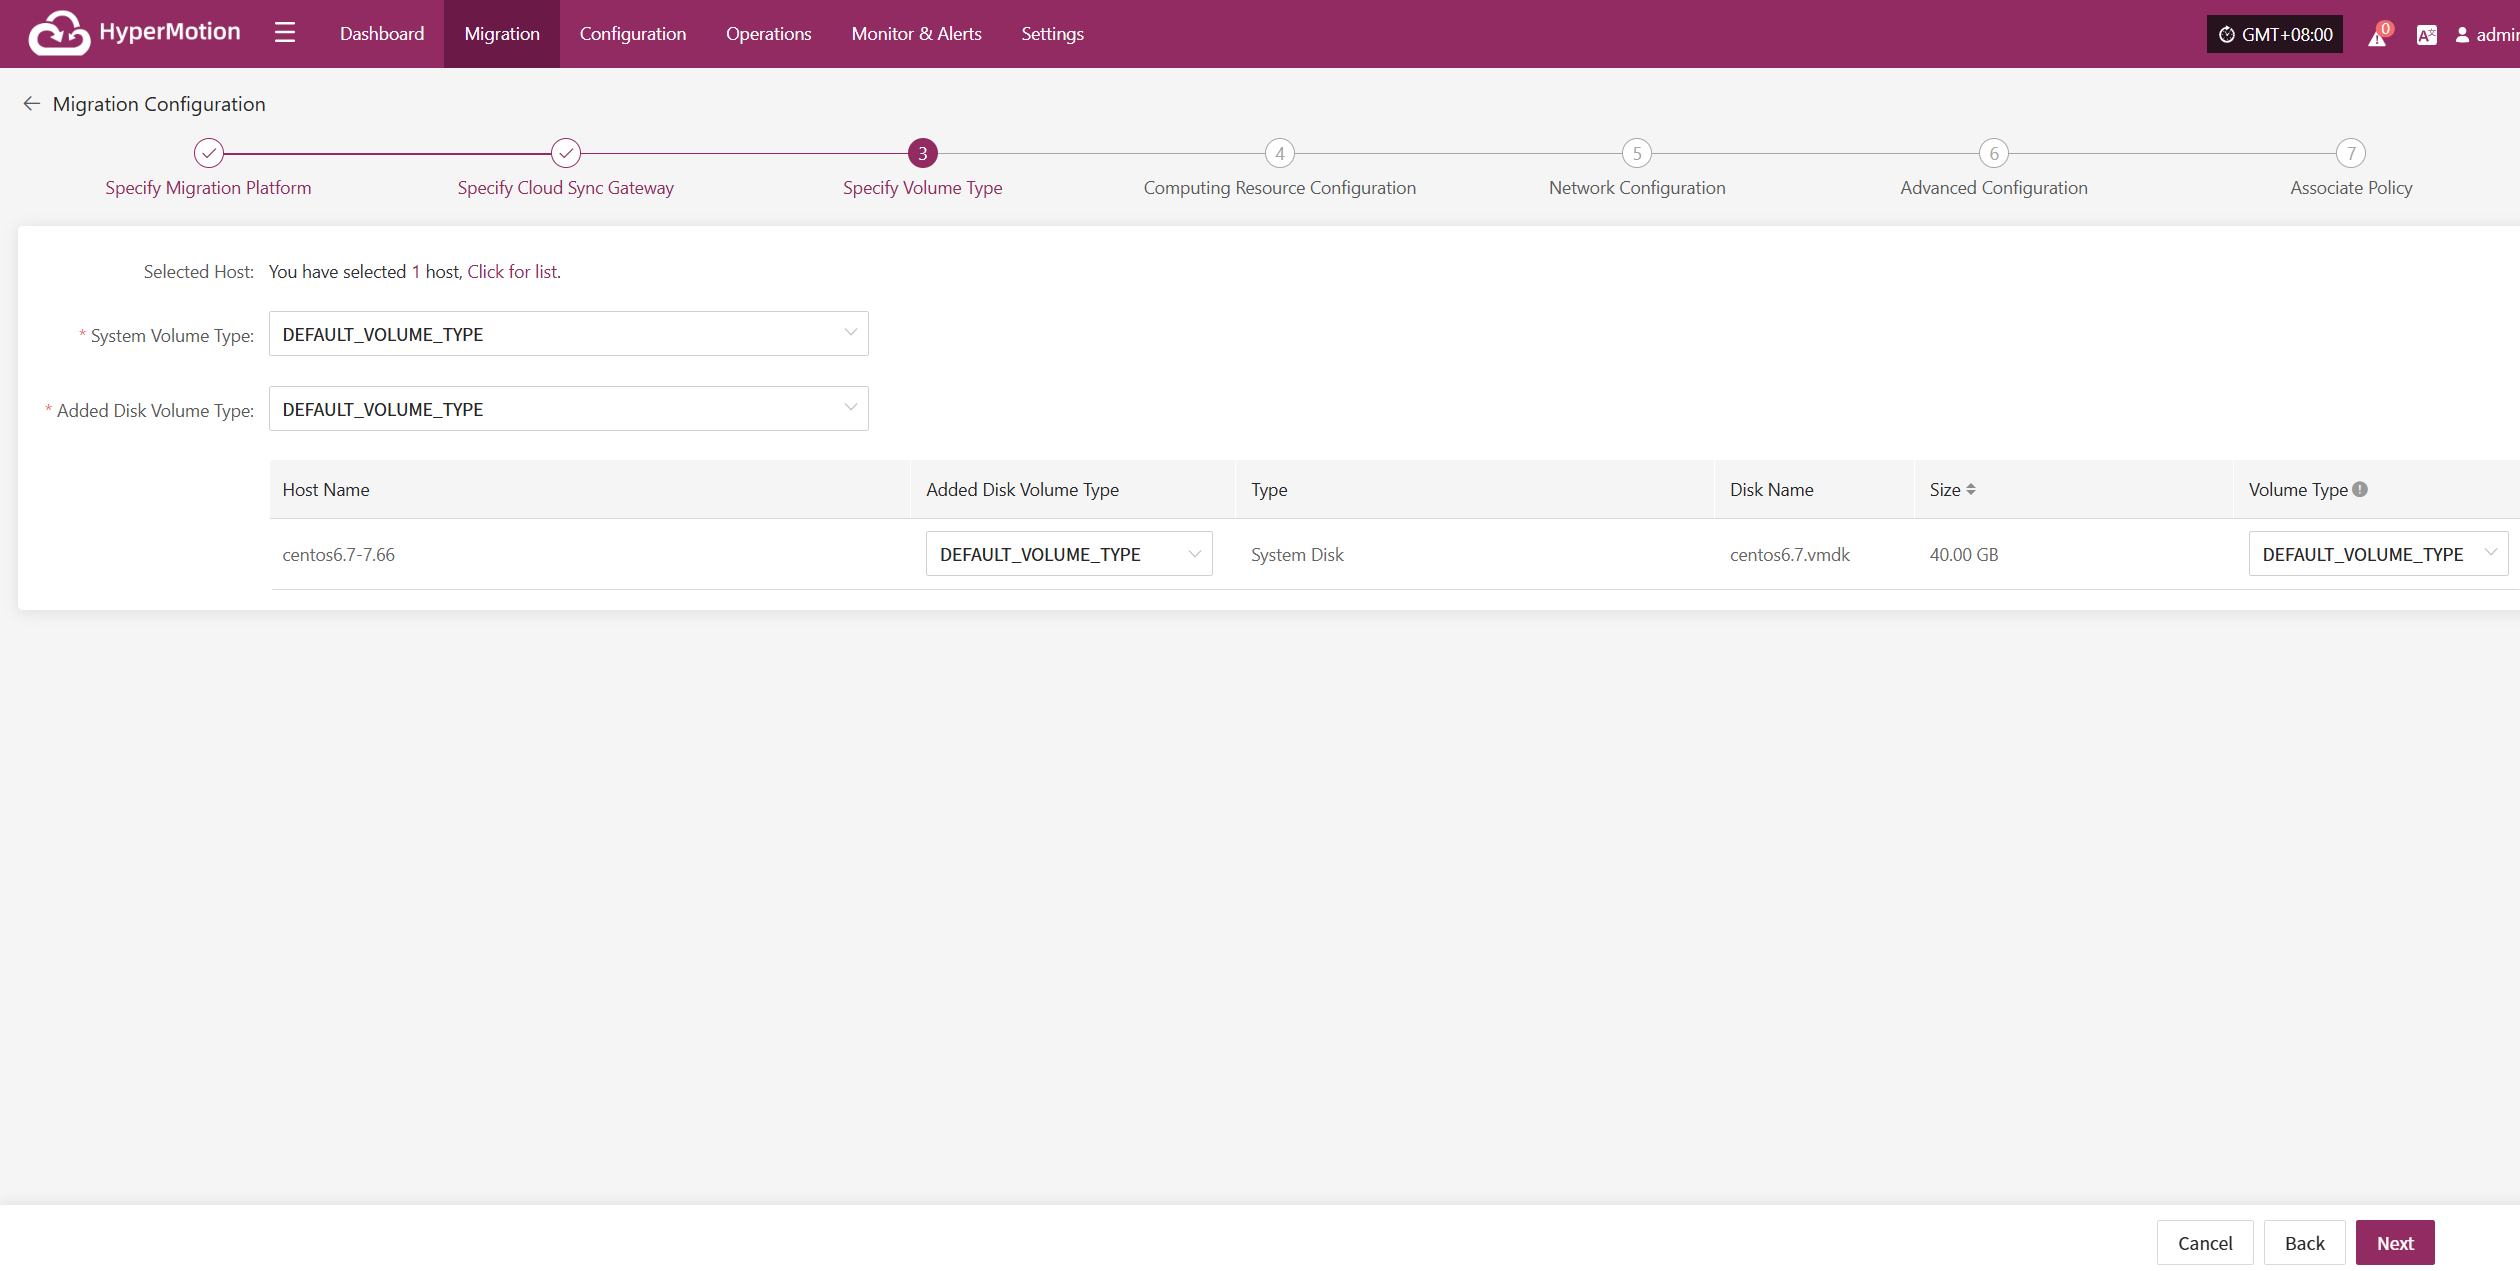 HyperMotion Dashboard Migration Configuration Operations Monitor & Alerts Settings GMT+08:00 0 admin
Migration Configuration
3 4 5 6 7
Specify Migration Platform Specify Cloud Sync Gateway Specify Volume Type Computing Resource Configuration Network Configuration Advanced Configuration Associate Policy
Selected Host: You have selected 1 host, Click for list.
* System Volume Type: DEFAULT_VOLUME_TYPE
* Added Disk Volume Type: DEFAULT_VOLUME_TYPE
Host Name Added Disk Volume Type Type Disk Name Size Volume Type
centos6.7-7.66 DEFAULT_VOLUME_TYPE System Disk centos6.7.vmdk 40.00 GB DEFAULT_VOLUME_TYPE
Cancel Back Next